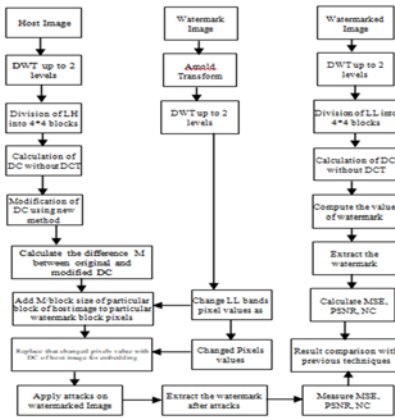 Host Image
DWT up to 2
levels
Division of LH
into 4*4 blocks
Calculation of
DC without DCT
Modification of
DC using new
method
Calculate the difference M
between original and
modified DC
Add M/block size of particular
block of host image to particular
watermark block pixels
Replace that changed pixels value with
DC of host image for embedding
Apply attacks on
watermarked Image
Watermark
Image
Arnold
Transform
DWT up to 2
levels
Change LL bands
pixel values as
Changed Pixels
values
Extract the watermark
after attacks
Watermarked
Image
DWT up to 2
levels
Division of LL into
4*4 blocks
Calculation of DC
without DCT
Compute the value
of watermark
Extract the
watermark
Calculate MSE,
PSNR, NC
Result comparison with
previous techniques
Measure MSE,
PSNR, NC